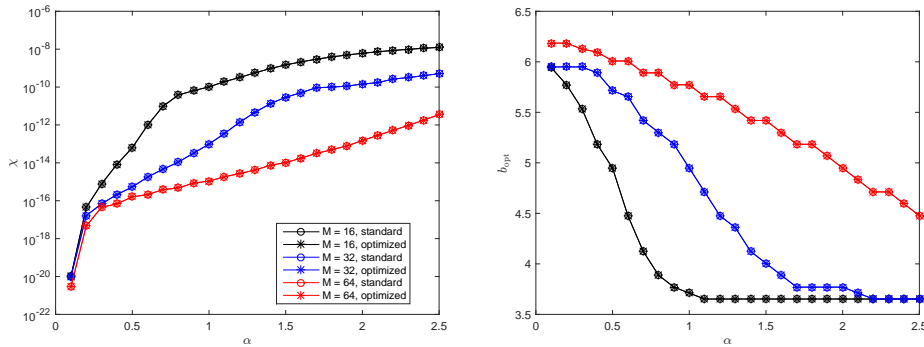 10^-6
10^-8
10^-10
10^-12
10^-14
10^-16
10^-18
10^-20
10^-22
χ
M = 16, standard
M = 16, optimized
M = 32, standard
M = 32, optimized
M = 64, standard
M = 64, optimized
0 0.5 1 1.5 2 2.5
α
6.5
6
5.5
5
4.5
4
3.5
b_opt
0 0.5 1 1.5 2 2.5
α